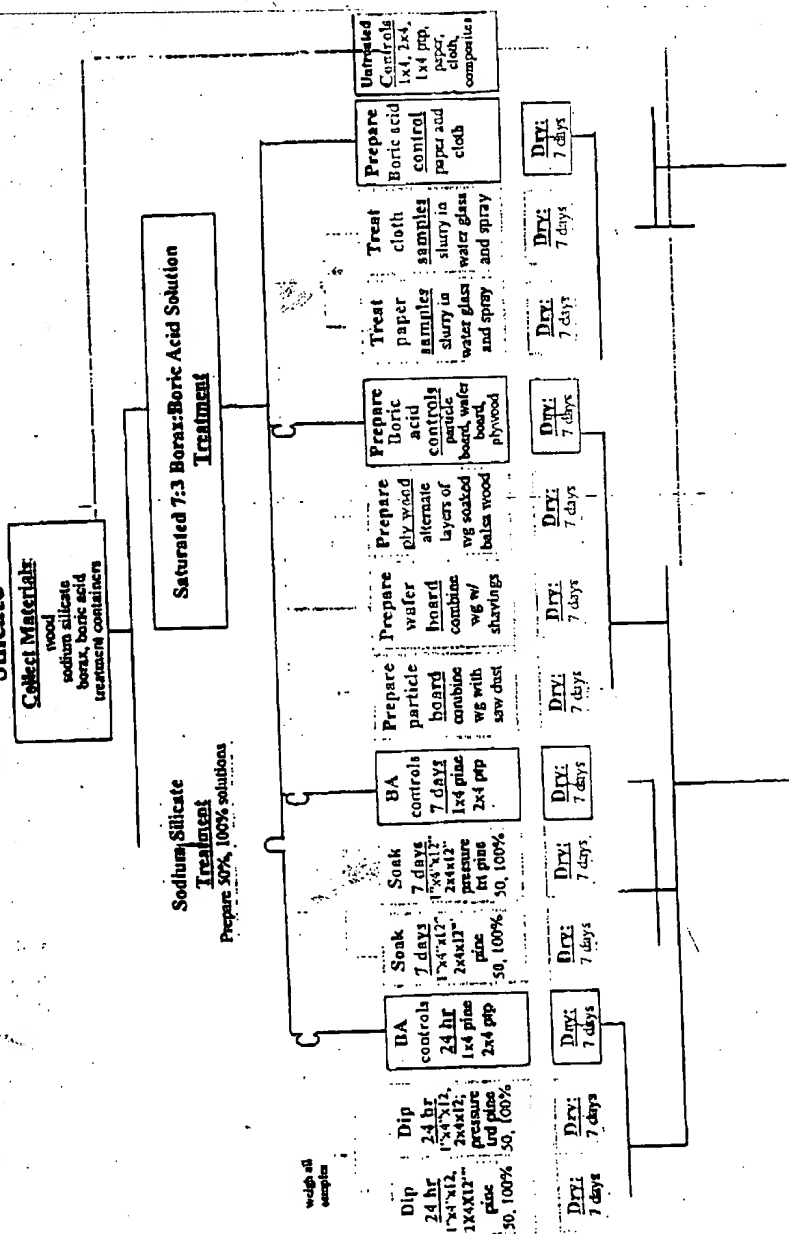 Collect Materials:
wood
sodium silicate
borax, boric acid
treatment containers
Sodium Silicate
Treatment
Prepare 50%, 100% solutions
Saturated 7:3 Borax:Boric Acid Solution
Treatment
weigh all
samples
Dip
24 hr
1"x4"x12,
2X4X12""
pine
50, 100%
Dip
24 hr
1"x4"x12,
2x4x12;
pressure
trd pine
50, 100%
BA
controls
24 hr
1x4 pine
2x4 ptp
Soak
7 days
1"x4"x12"
2x4x12"
pine
50, 100%
Soak
7 days
1"x4"x12"
2x4x12"
pressure
trt pine
50, 100%
BA
controls
7 days
1x4 pine
2x4 ptp
Prepare
particle
board
combine
wg with
saw dust
Prepare
wafer
board
combine
wg w/
shavings
Prepare
ply wood
alternate
layers of
wg soaked
balsa wood
Prepare
Boric
acid
controls
particle
board, wafer
board,
plywood
Treat
paper
samples
slurry in
water glass
and spray
Treat
cloth
samples
slurry in
water glass
and spray
Prepare
Boric acid
control
paper and
cloth
Untreated
Controls
1x4, 2x4,
1x4 ptp,
paper,
cloth,
composites
Dry:
7 days
Dry:
7 days
Dry:
7 days
Dry:
7 days
Dry:
7 days
Dry:
7 days
Dry:
7 days
Dry:
7 days
Dry:
7 days
Dry:
7 days
Dry:
7 days
Dry:
7 days
Dry:
7 days